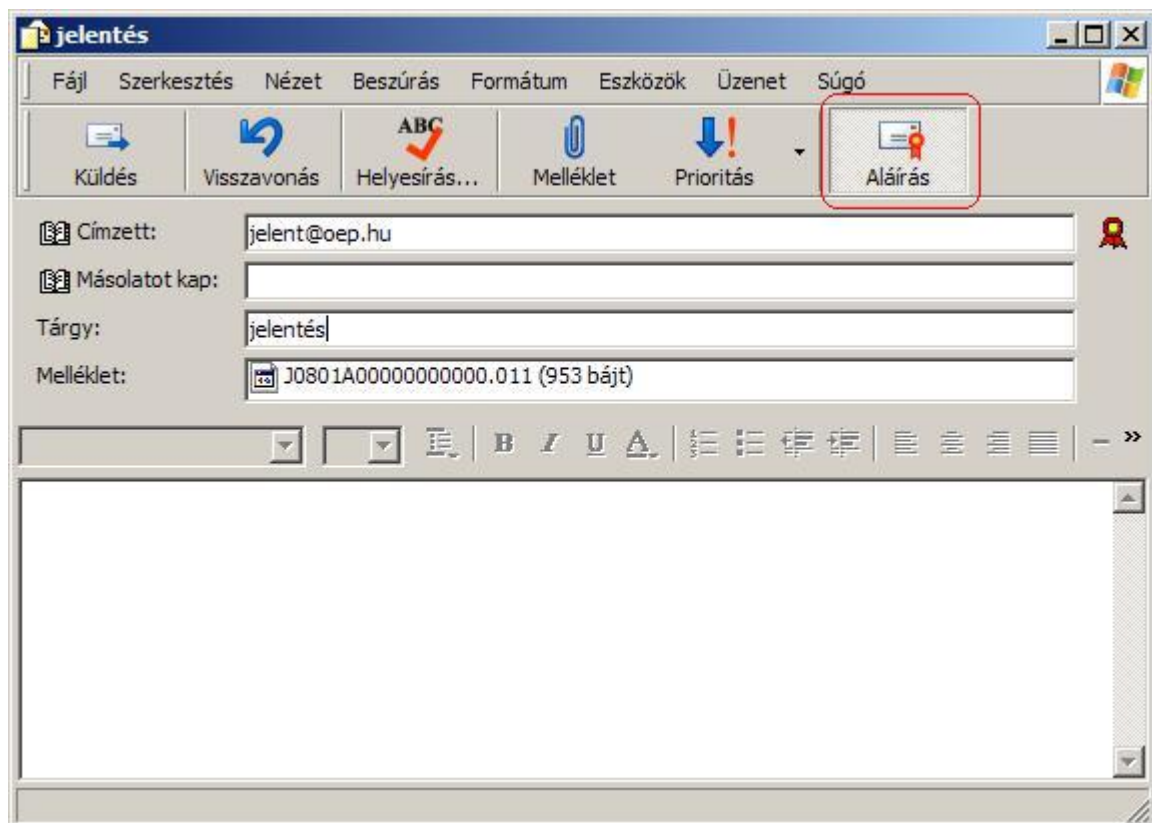 jelentés
Fájl Szerkesztés Nézet Beszúrás Formátum Eszközök Üzenet Súgó
ABC
Küldés Visszavonás Helyesírás... Melléklet Prioritás Aláírás
Címzett: jelent@oep.hu
Másolatot kap:
Tárgy: jelentés
Melléklet: J0801A00000000000.011 (953 bájt)
B I U A